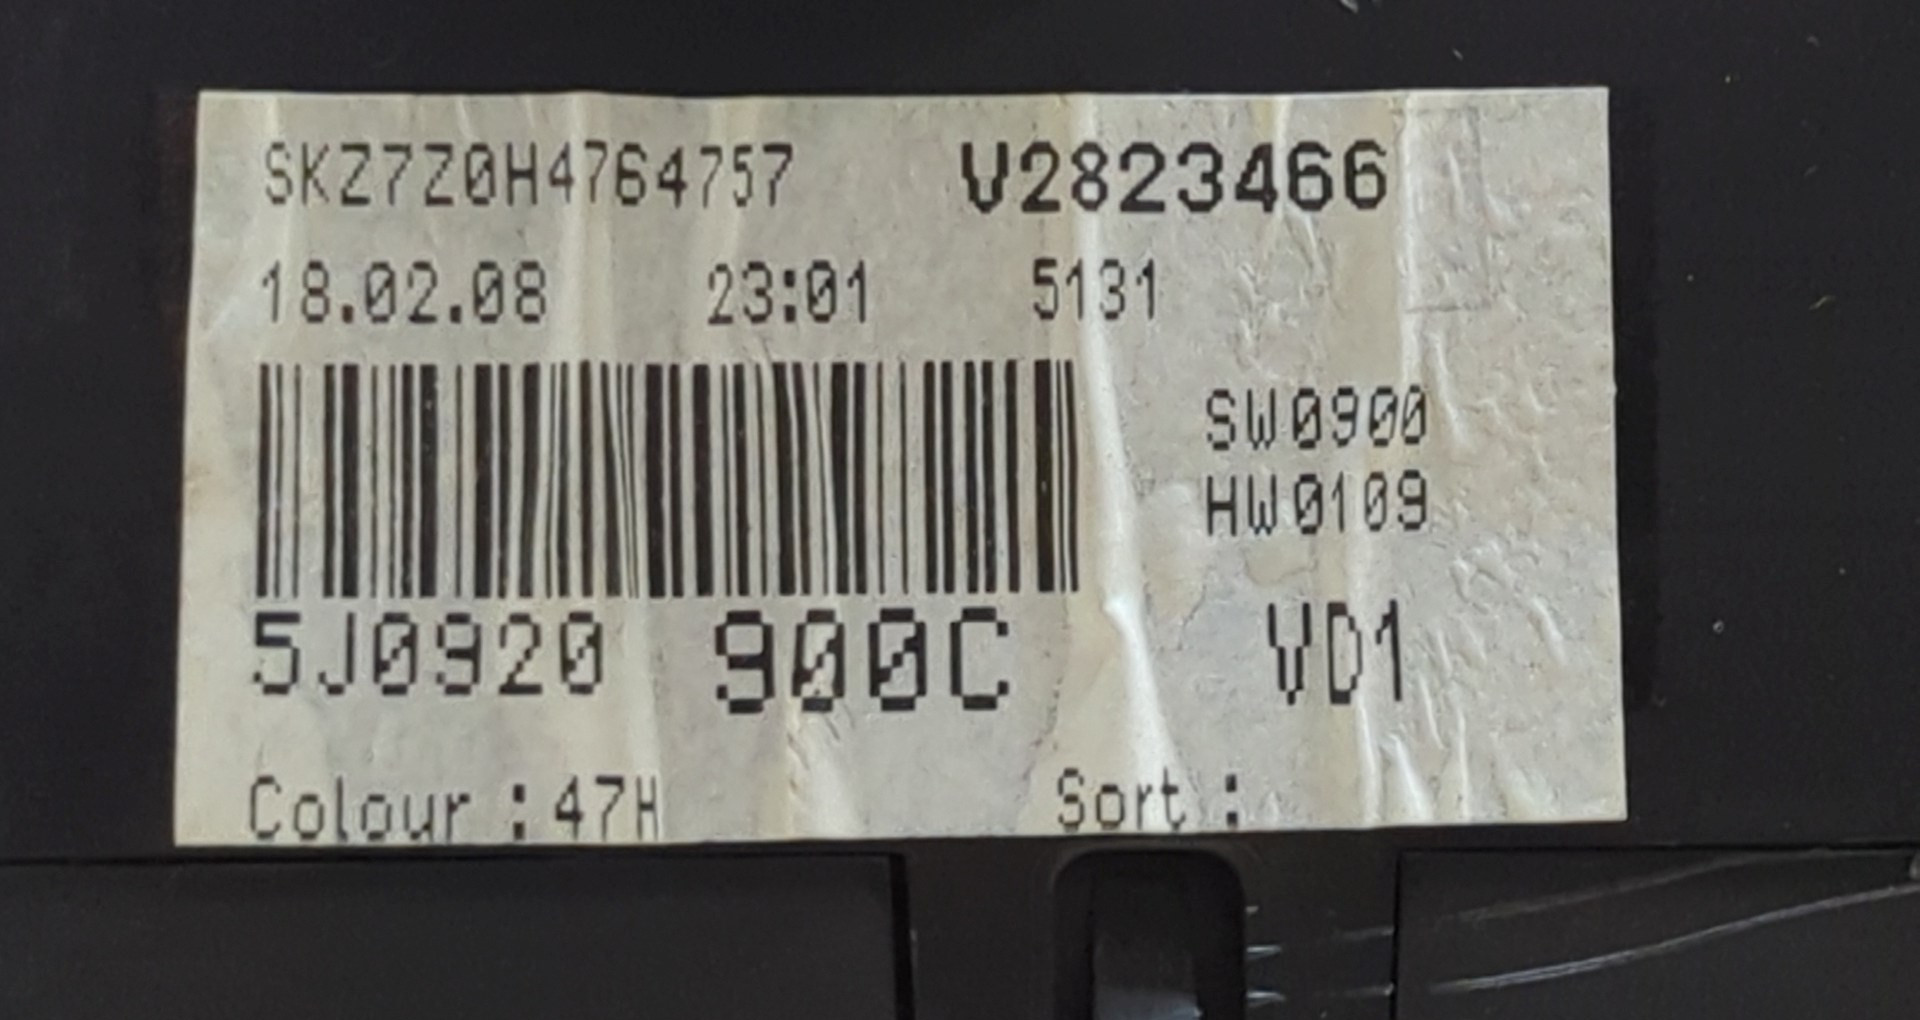 SKZ7Z0H4764757 V2823466
18.02.08 23:01 5131
SW0900
HW0109
5J0920 900C VD1
Colour :47H Sort :